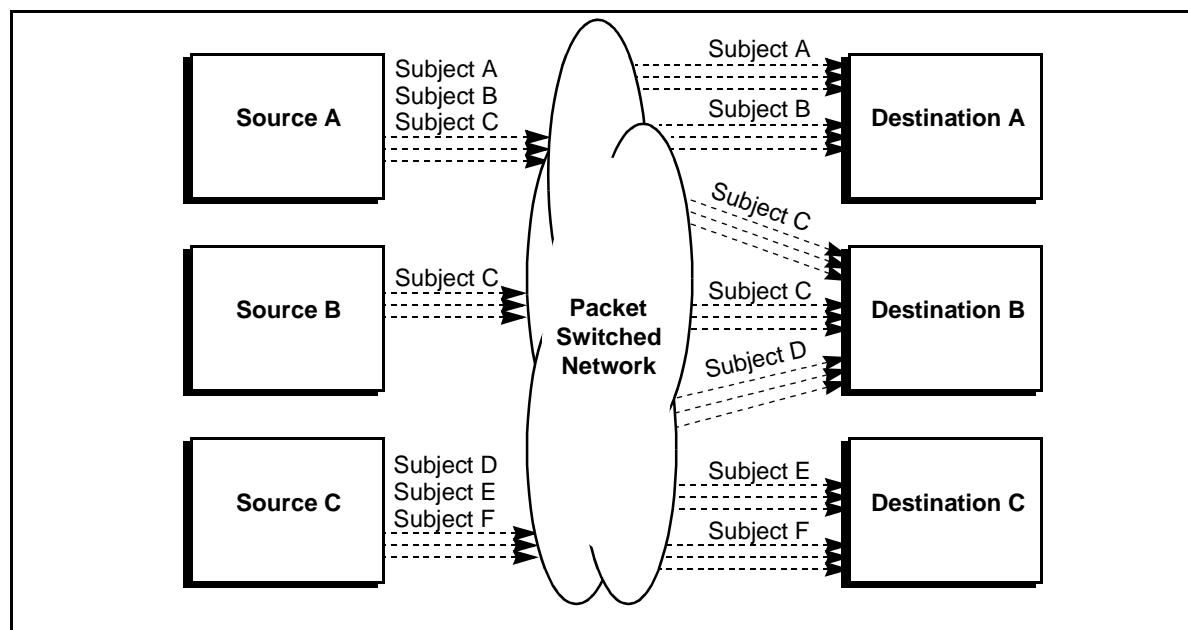 Source A
Subject A
Subject B
Subject C
Subject A
Subject B
Destination A
Subject C
Source B
Subject C
Packet
Switched
Network
Subject C
Destination B
Subject D
Source C
Subject D
Subject E
Subject F
Subject E
Subject F
Destination C